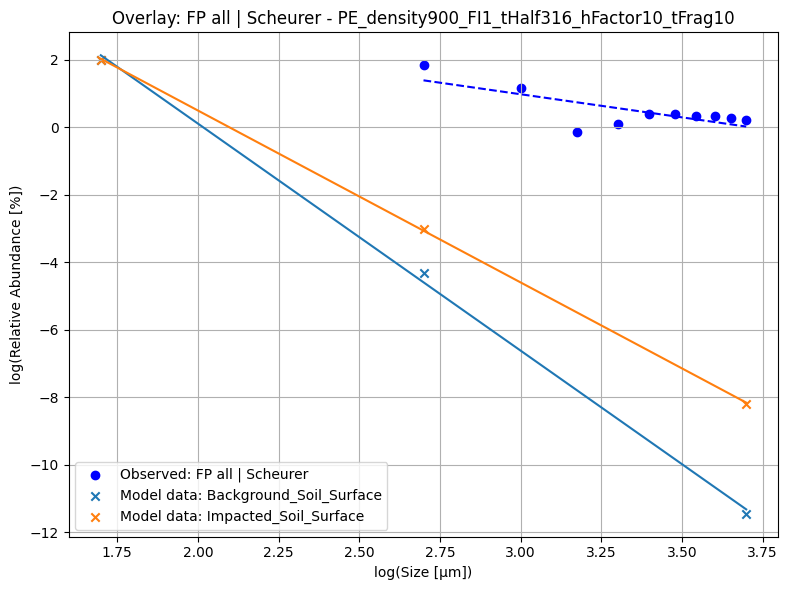 Overlay: FP all | Scheurer - PE_density900_FI1_tHalf316_hFactor10_tFrag10
log(Relative Abundance [%])
2
0
−2
−4
−6
−8
−10
−12
Observed: FP all | Scheurer
Model data: Background_Soil_Surface
Model data: Impacted_Soil_Surface
1.75 2.00 2.25 2.50 2.75 3.00 3.25 3.50 3.75
log(Size [μm])